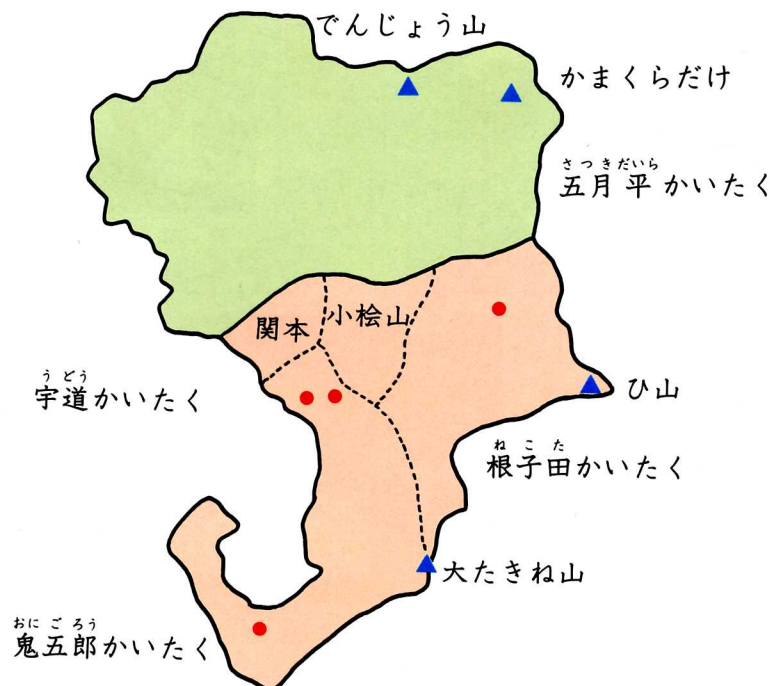 でんじょう山
かまくらだけ
さつきだいら
五月平かいたく
関本
小桧山
うどう
宇道かいたく
ひ山
ねこた
根子田かいたく
大たきね山
おにごろう
鬼五郎かいたく